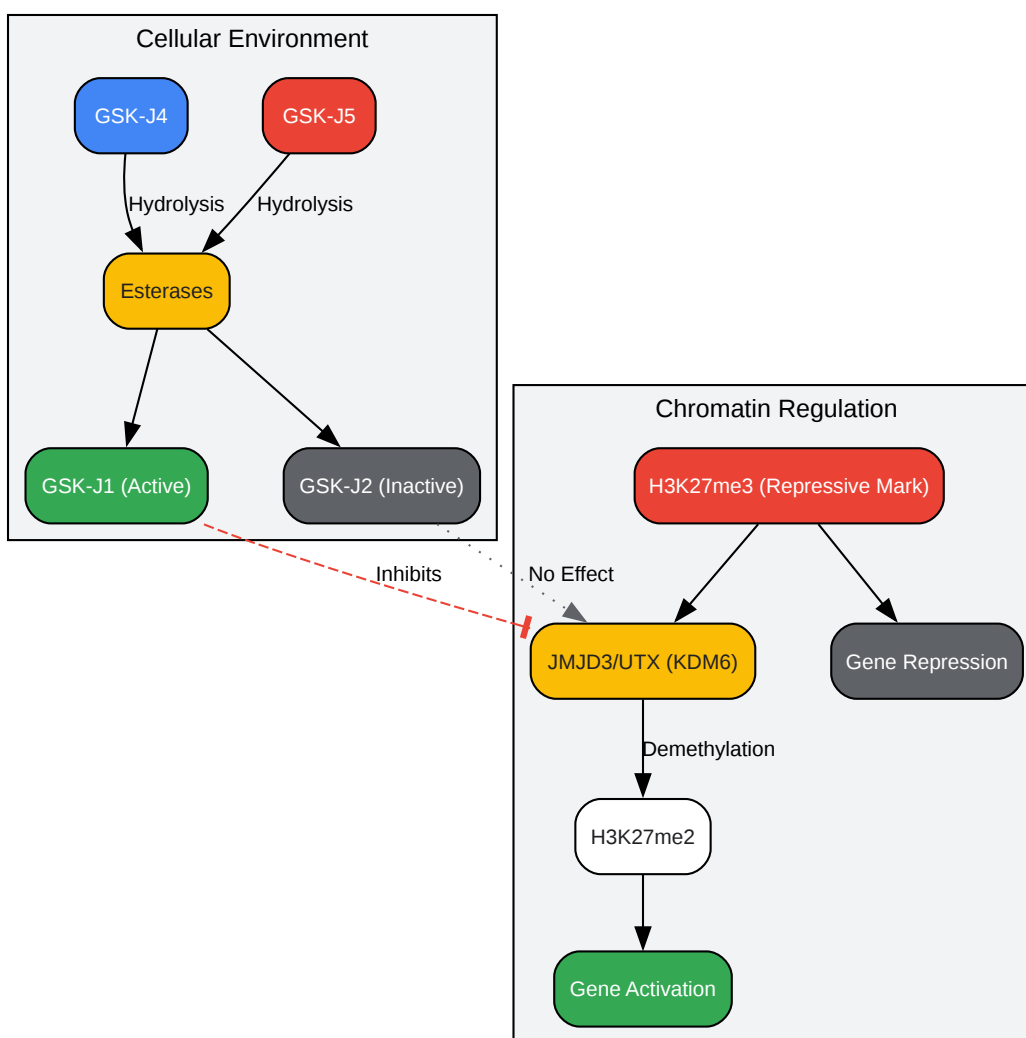 Cellular Environment
GSK-J4
GSK-J5
Hydrolysis
Hydrolysis
Esterases
GSK-J1 (Active)
GSK-J2 (Inactive)
Chromatin Regulation
H3K27me3 (Repressive Mark)
Inhibits
No Effect
JMJD3/UTX (KDM6)
Gene Repression
Demethylation
H3K27me2
Gene Activation